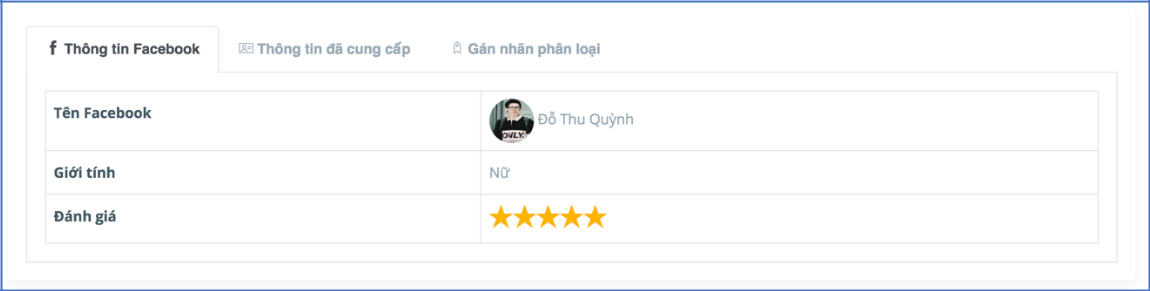 Thông tin Facebook Thông tin đã cung cấp Gán nhãn phân loại
Tên Facebook Đỗ Thu Quỳnh
Giới tính Nữ
Đánh giá